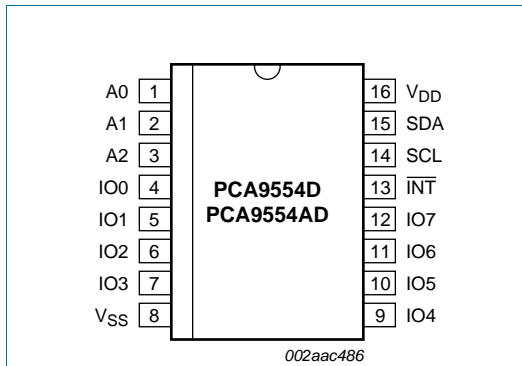 A0 1
A1 2
A2 3
IO0 4
IO1 5
IO2 6
IO3 7
VSS 8
PCA9554D
PCA9554AD
16 VDD
15 SDA
14 SCL
13 INT
12 IO7
11 IO6
10 IO5
9 IO4
002aac486